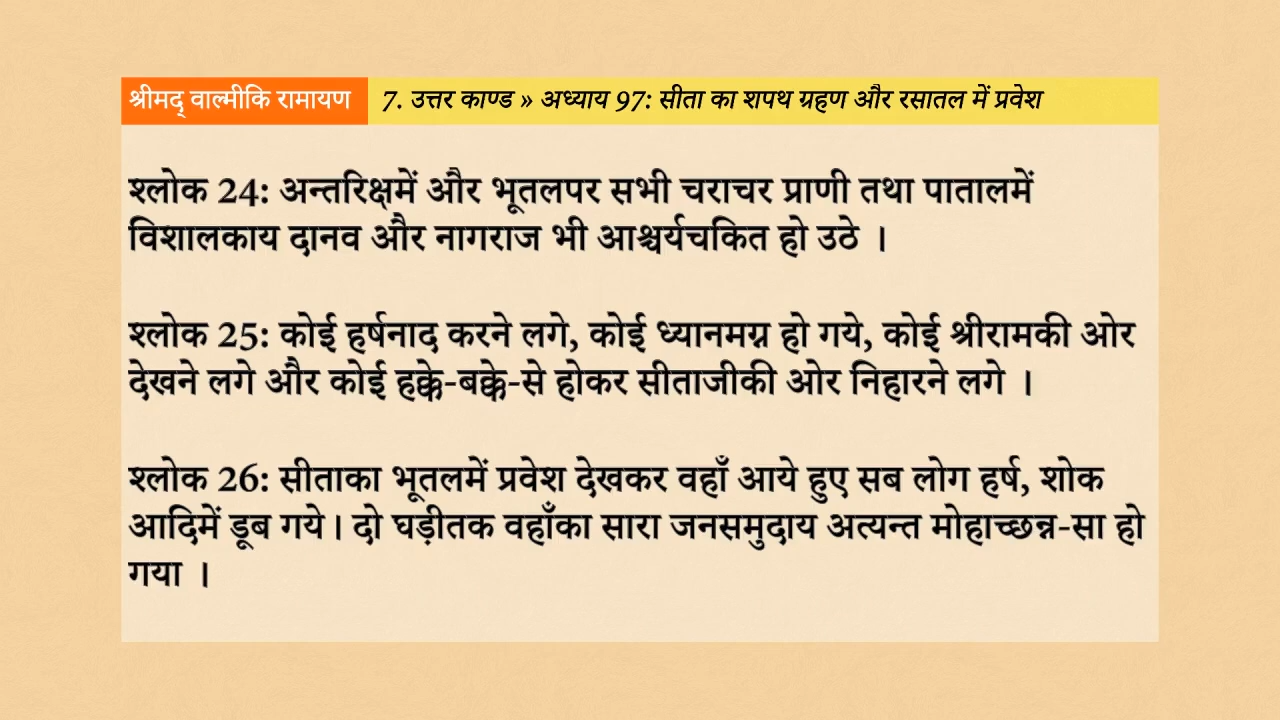 श्रीमद् वाल्मीकि रामायण 7. उत्तर काण्ड » अध्याय 97: सीता का शपथ ग्रहण और रसातल में प्रवेश
श्लोक 24: अन्तरिक्षमें और भूतलपर सभी चराचर प्राणी तथा पातालमें
विशालकाय दानव और नागराज भी आश्चर्यचकित हो उठे ।
श्लोक 25: कोई हर्षनाद करने लगे, कोई ध्यानमग्न हो गये, कोई श्रीरामकी ओर
देखने लगे और कोई हक्के-बक्के-से होकर सीताजीकी ओर निहारने लगे ।
श्लोक 26: सीताका भूतलमें प्रवेश देखकर वहाँ आये हुए सब लोग हर्ष, शोक
आदिमें डूब गये। दो घड़ीतक वहाँका सारा जनसमुदाय अत्यन्त मोहाच्छन्न-सा हो
गया ।